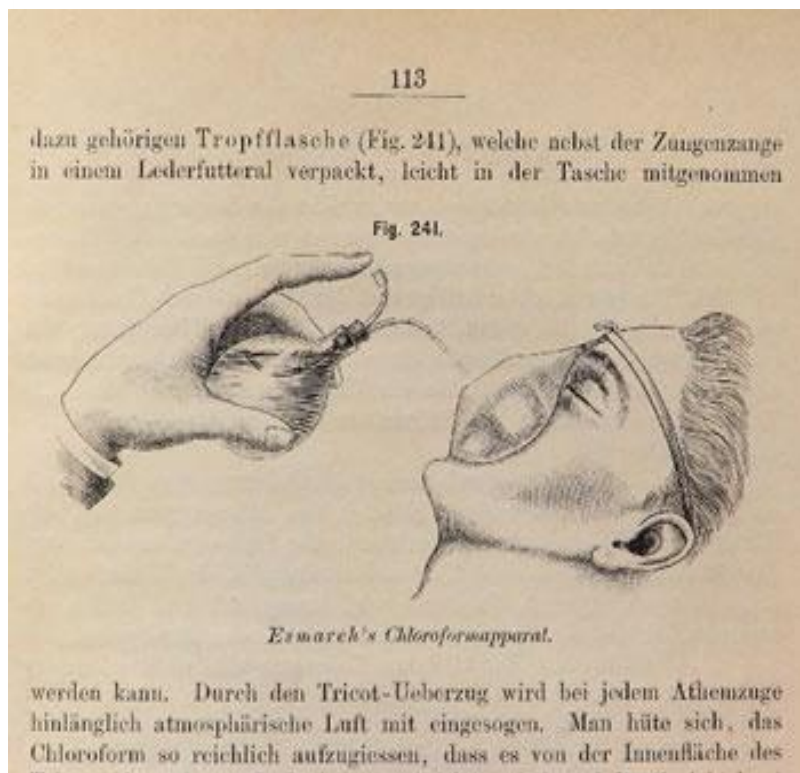 113
dazu gehörigen Tropfflasche (Fig. 241), welche nebst der Zungenzange
in einem Lederfutteral verpackt, leicht in der Tasche mitgenommen
Fig. 241.
Esmarch's Chloroformapparat.
werden kann. Durch den Tricot-Ueberzug wird bei jedem Athemzuge
hinlänglich atmosphärische Luft mit eingesogen. Man hüte sich, das
Chloroform so reichlich aufzugiessen, dass es von der Innenfläche des